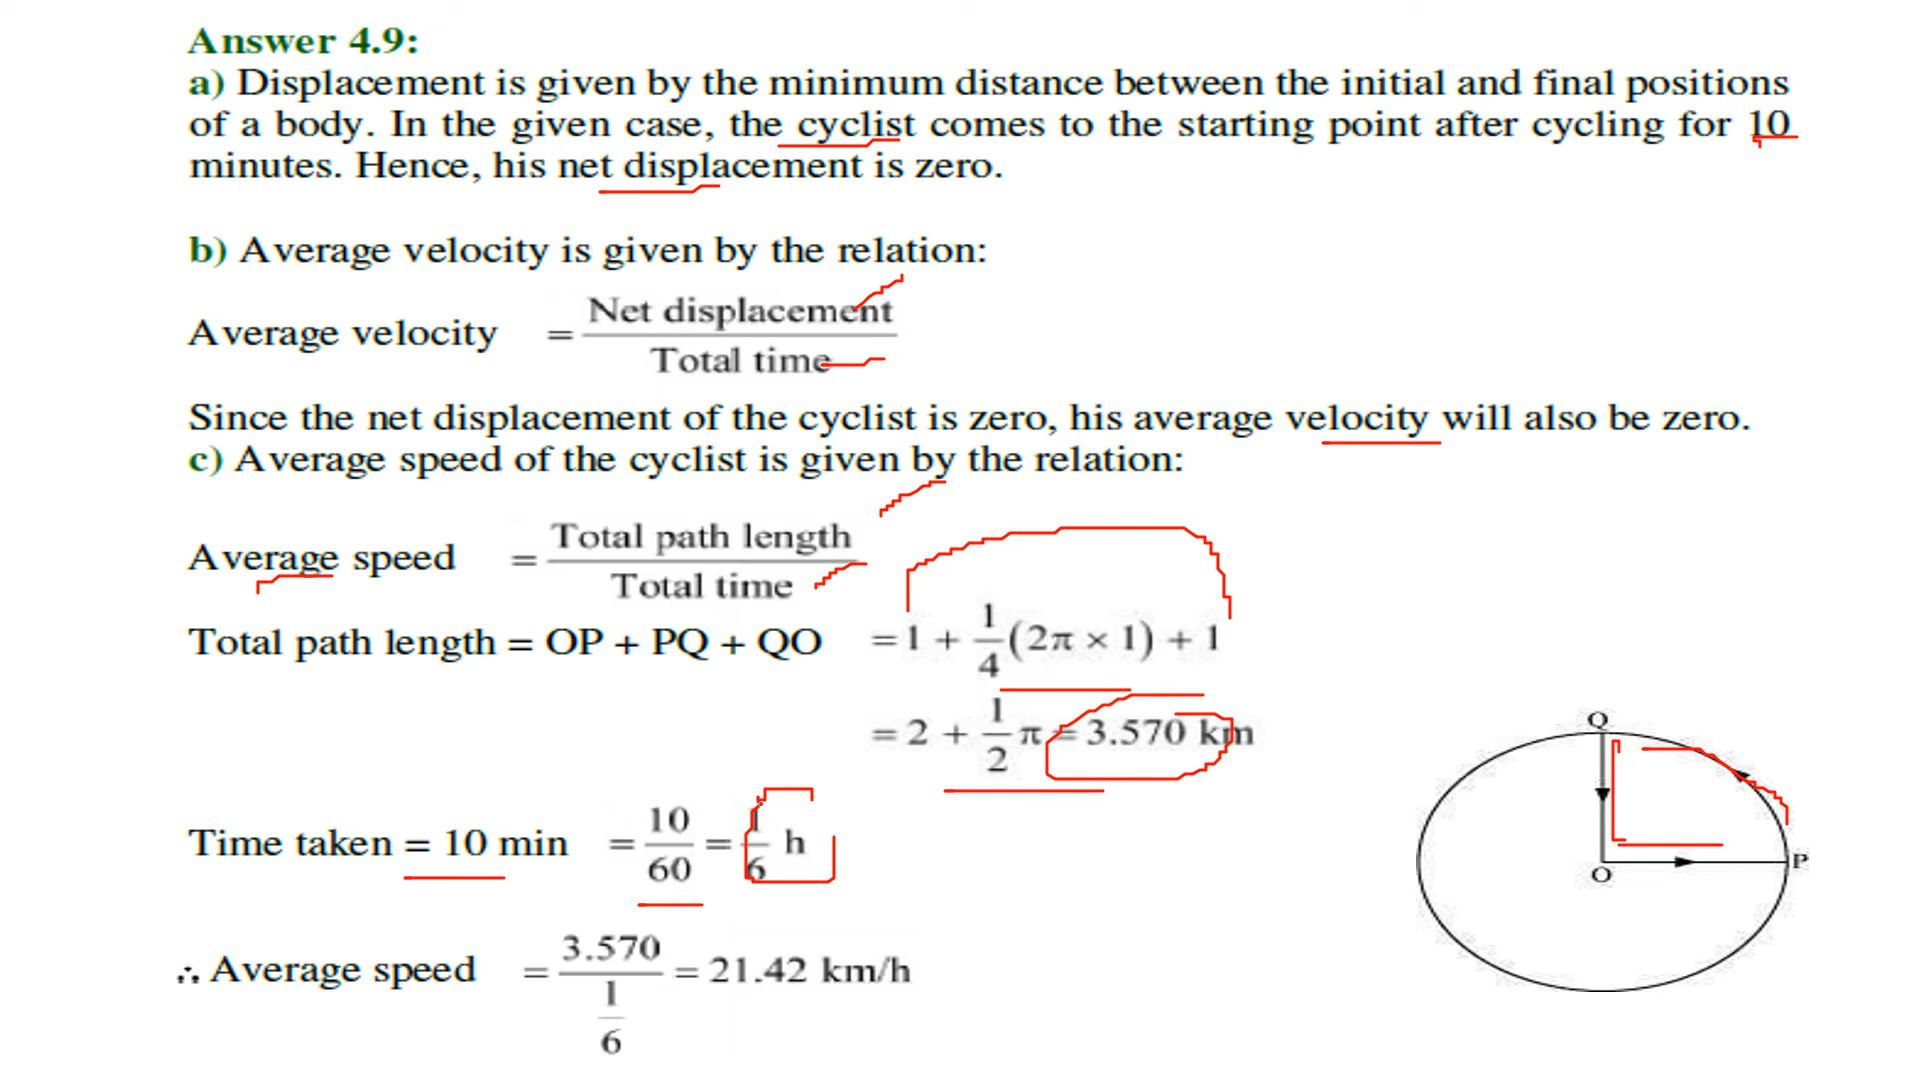 Answer 4.9:
a) Displacement is given by the minimum distance between the initial and final positions
of a body. In the given case, the cyclist comes to the starting point after cycling for 10
minutes. Hence, his net displacement is zero.
b) Average velocity is given by the relation:
Average velocity = Net displacement / Total time
Since the net displacement of the cyclist is zero, his average velocity will also be zero.
c) Average speed of the cyclist is given by the relation:
Average speed = Total path length / Total time
Total path length = OP + PQ + QO = 1 + 1/4 (2π × 1) + 1
= 2 + 1/2 π = 3.570 km
Time taken = 10 min = 10/60 = 1/6 h
∴ Average speed = 3.570 / 1/6 = 21.42 km/h
Q
P
O